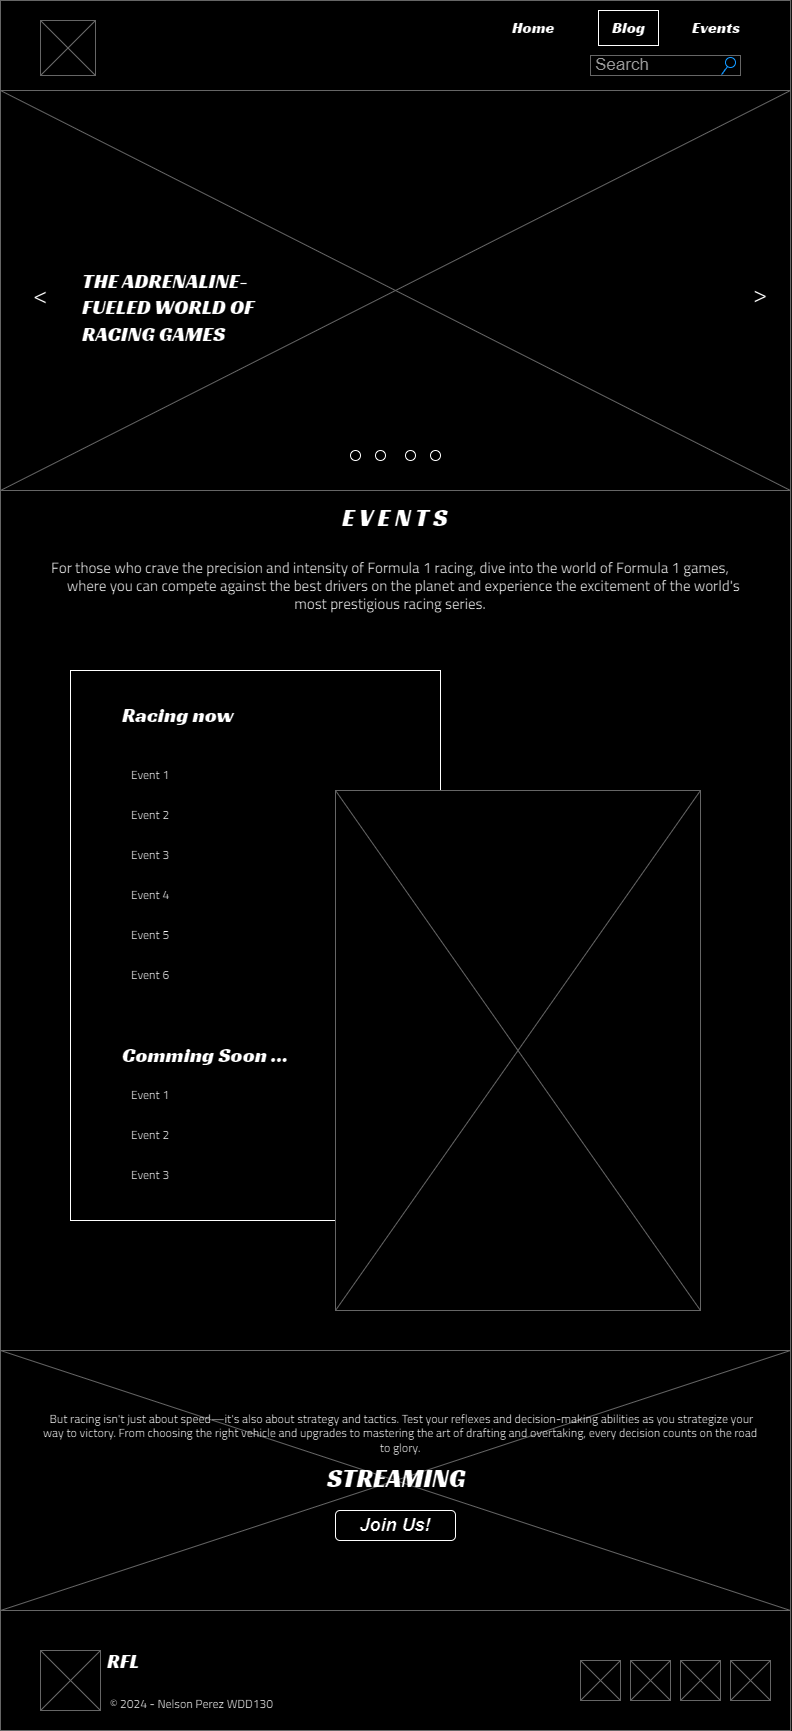 Home
Blog
Events
Search
THE ADRENALINE-
FUELED WORLD OF
RACING GAMES
<
>
EVENTS
For those who crave the precision and intensity of Formula 1 racing, dive into the world of Formula 1 games,
where you can compete against the best drivers on the planet and experience the excitement of the world's
most prestigious racing series.
Racing now
Event 1
Event 2
Event 3
Event 4
Event 5
Event 6
Comming Soon ...
Event 1
Event 2
Event 3
But racing isn't just about speed—it's also about strategy and tactics. Test your reflexes and decision-making abilities as you strategize your
way to victory. From choosing the right vehicle and upgrades to mastering the art of drafting and overtaking, every decision counts on the road
to glory.
STREAMING
Join Us!
RFL
© 2024 - Nelson Perez WDD130